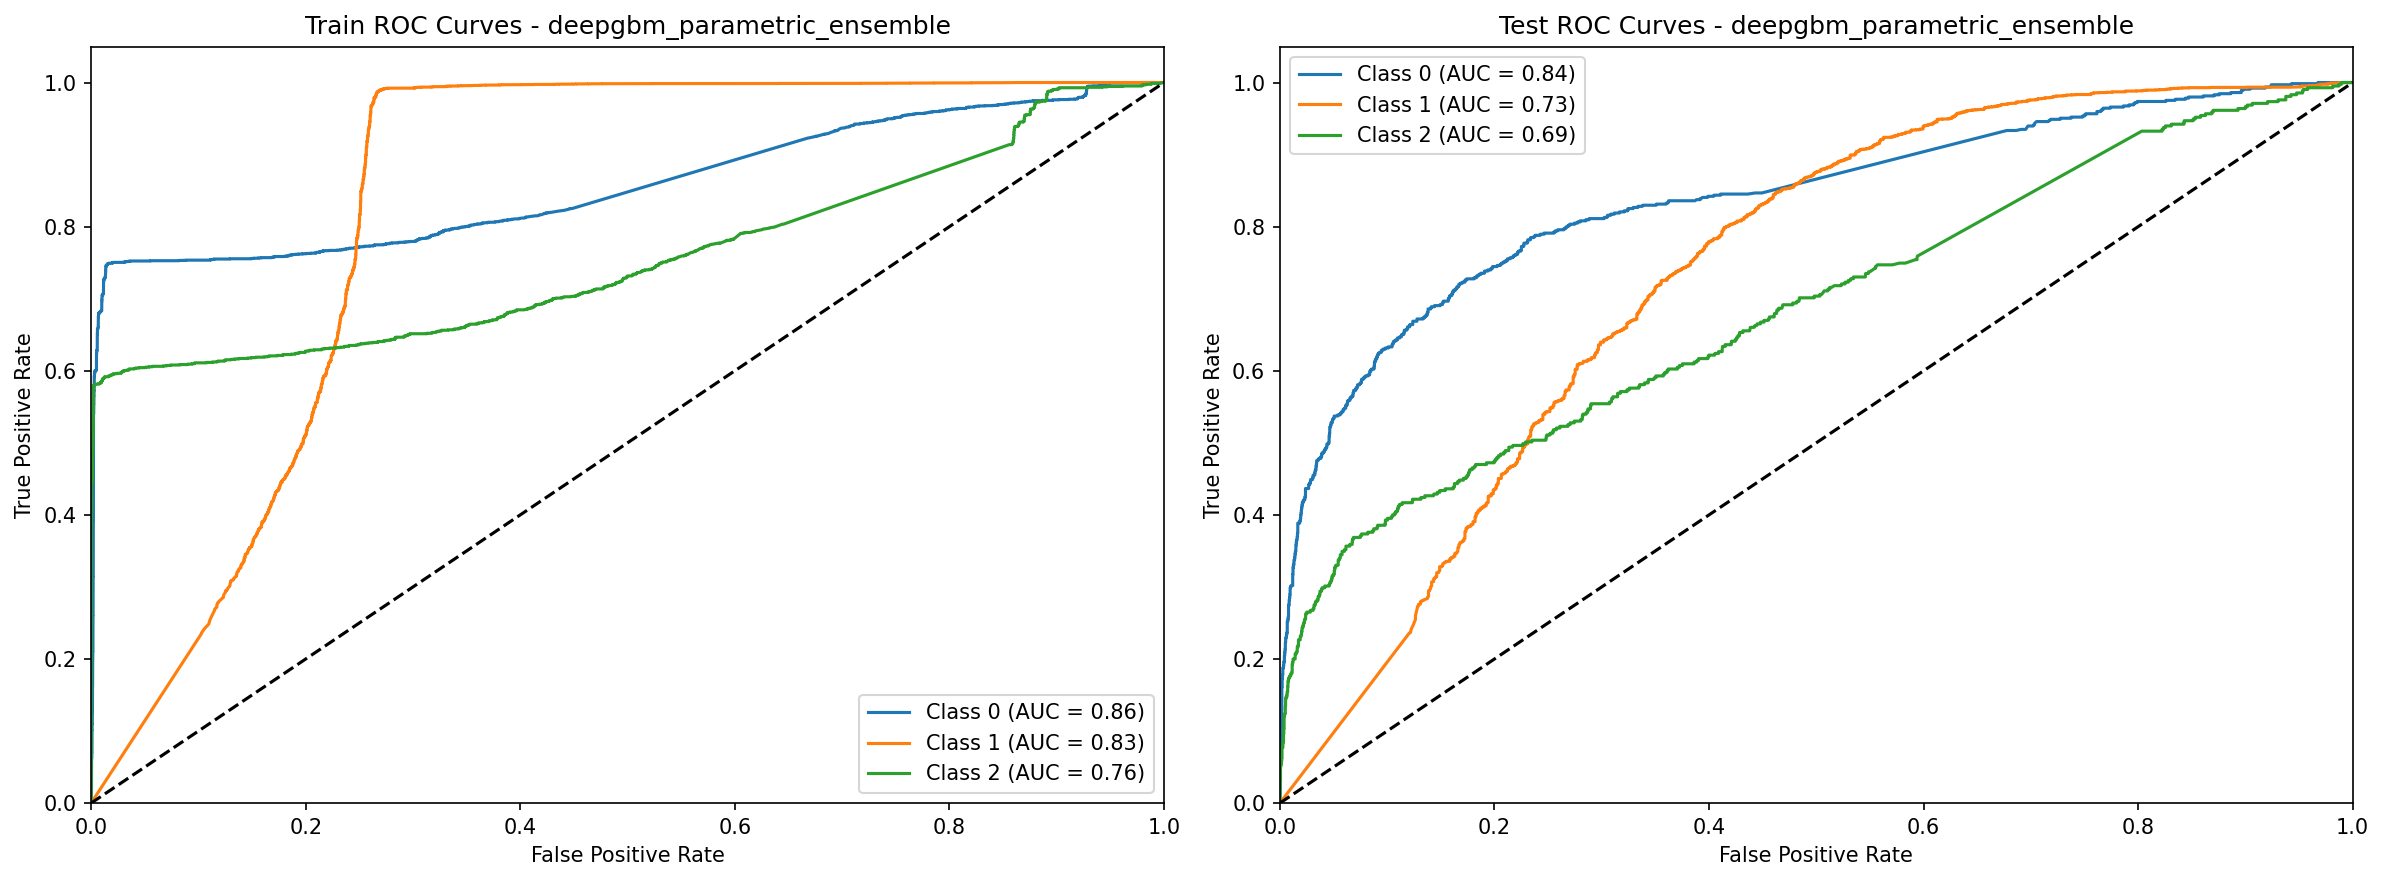 Train ROC Curves - deepgbm_parametric_ensemble
True Positive Rate
1.0
0.8
0.6
0.4
0.2
0.0
Class 0 (AUC = 0.86)
Class 1 (AUC = 0.83)
Class 2 (AUC = 0.76)
0.0 0.2 0.4 0.6 0.8 1.0
False Positive Rate
Test ROC Curves - deepgbm_parametric_ensemble
True Positive Rate
1.0
0.8
0.6
0.4
0.2
0.0
Class 0 (AUC = 0.84)
Class 1 (AUC = 0.73)
Class 2 (AUC = 0.69)
0.0 0.2 0.4 0.6 0.8 1.0
False Positive Rate